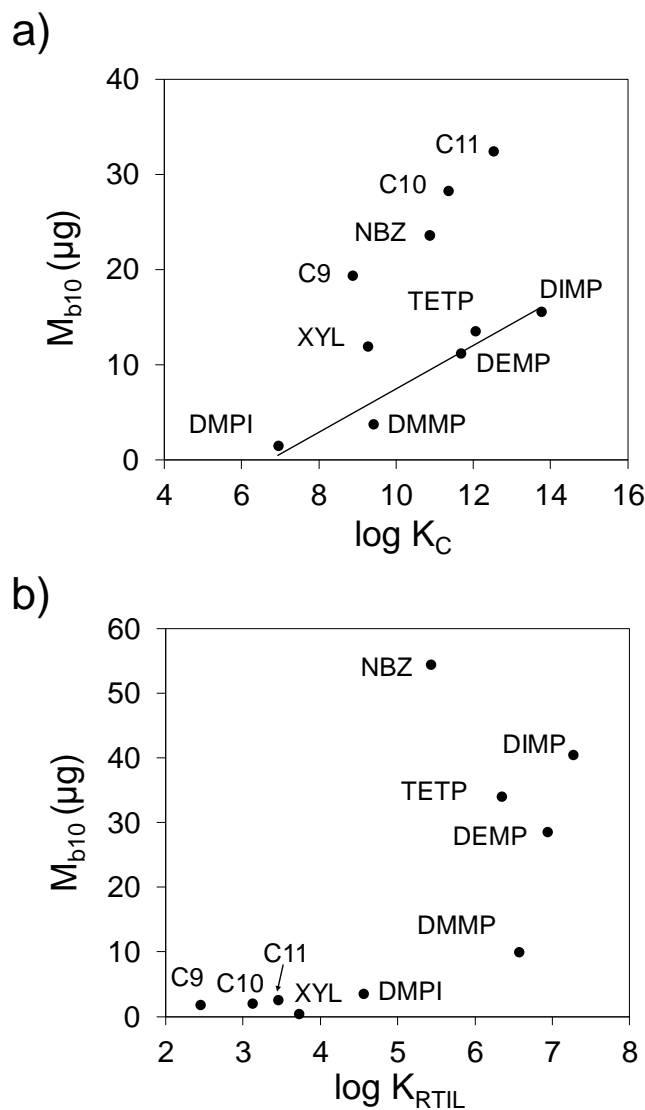 a)
40
30
20
10
0
M_b10 (µg)
C11
C10
NBZ
C9
TETP
DIMP
XYL
DEMP
DMPI
DMMP
4 6 8 10 12 14 16
log K_C
b)
60
50
40
30
20
10
0
M_b10 (µg)
NBZ
DIMP
TETP
DEMP
DMMP
C11
C9 C10
XYL DMPI
2 3 4 5 6 7 8
log K_RTIL